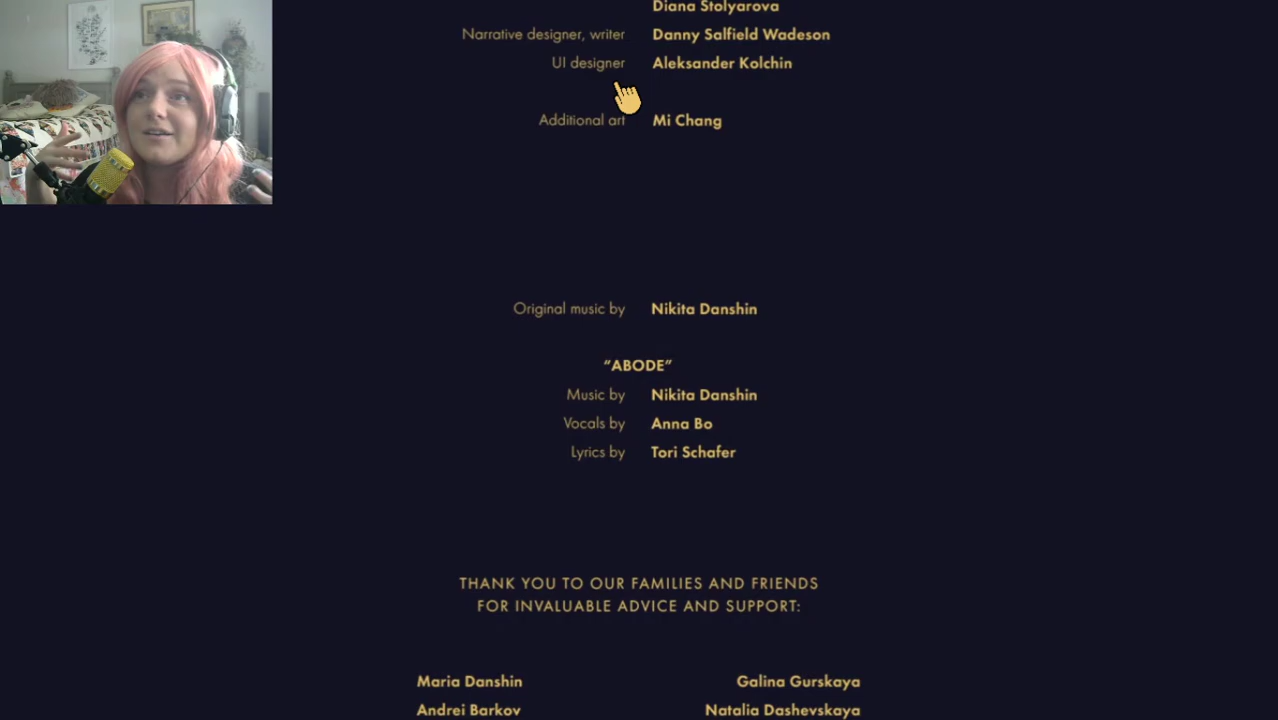 Diana Stolyarova
Narrative designer, writer Danny Salfield Wadeson
UI designer Aleksander Kolchin
Additional art Mi Chang
Original music by Nikita Danshin
“ABODE”
Music by Nikita Danshin
Vocals by Anna Bo
Lyrics by Tori Schafer
THANK YOU TO OUR FAMILIES AND FRIENDS
FOR INVALUABLE ADVICE AND SUPPORT:
Maria Danshin Galina Gurskaya
Andrei Barkov Natalia Dashevskaya